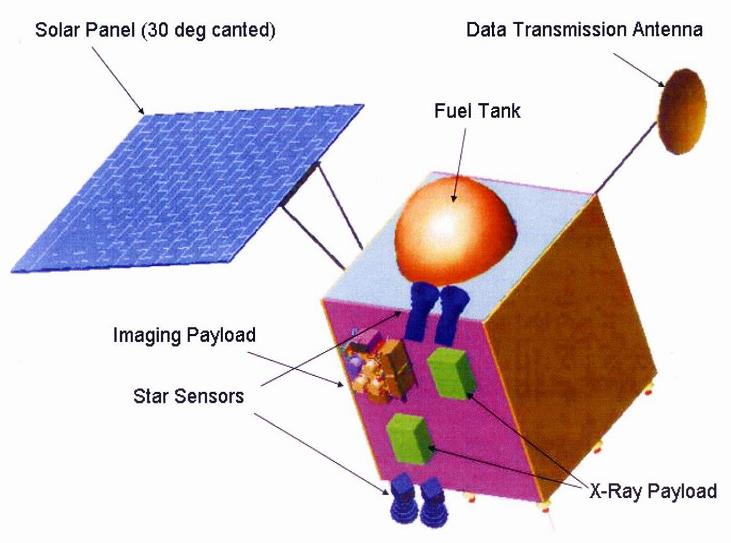 Solar Panel (30 deg canted)
Data Transmission Antenna
Fuel Tank
Imaging Payload
Star Sensors
X-Ray Payload